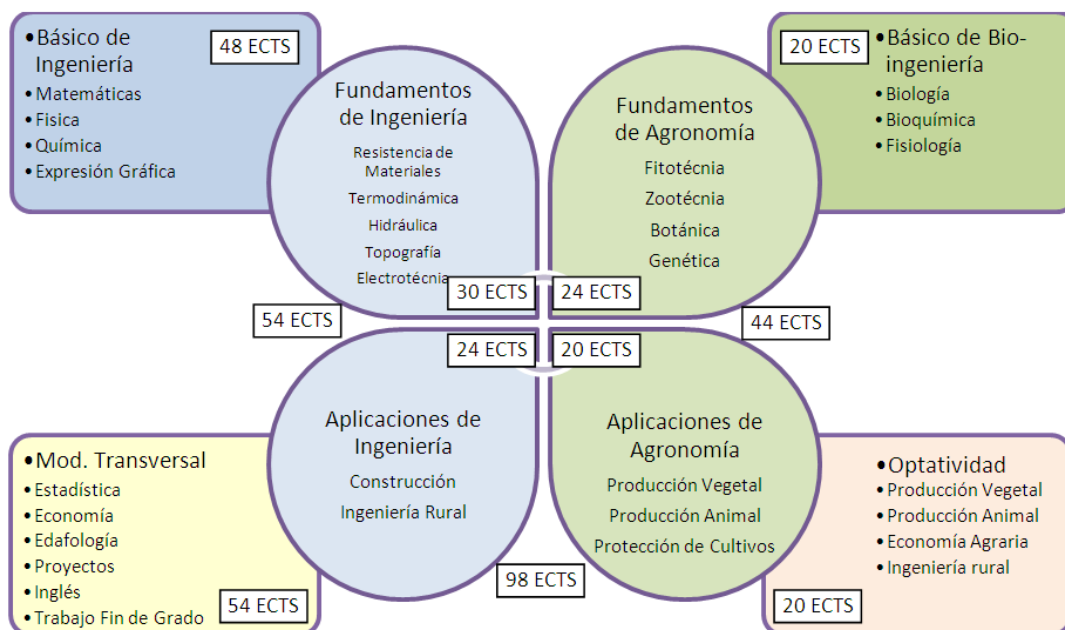 •Básico de
Ingeniería
48 ECTS
•Matemáticas
•Fisica
•Química
•Expresión Gráfica
Fundamentos
de Ingeniería
Resistencia de
Materiales
Termodinámica
Hidráulica
Topografía
Electrotécnia
30 ECTS
Fundamentos
de Agronomía
Fitotécnia
Zootécnia
Botánica
Genética
24 ECTS
20 ECTS
•Básico de Bio-
ingeniería
•Biología
•Bioquímica
•Fisiología
54 ECTS
44 ECTS
24 ECTS
Aplicaciones de
Ingeniería
Construcción
Ingeniería Rural
20 ECTS
Aplicaciones de
Agronomía
Producción Vegetal
Producción Animal
Protección de Cultivos
98 ECTS
•Mod. Transversal
•Estadística
•Economía
•Edafología
•Proyectos
•Inglés
•Trabajo Fin de Grado
54 ECTS
•Optatividad
•Producción Vegetal
•Producción Animal
•Economía Agraria
•Ingeniería rural
20 ECTS